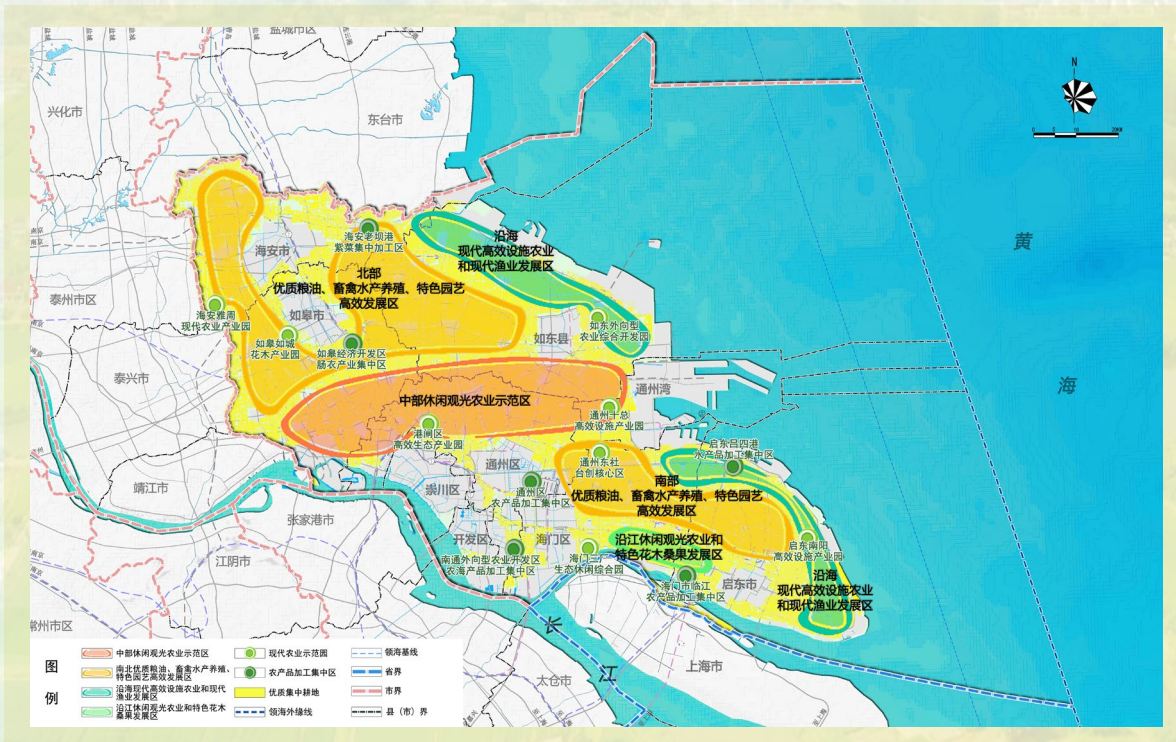 盐城市区
兴化市
东台市
N
黄
海
海安老坝港
紫菜集中加工区
沿海
现代高效设施农业
和现代渔业发展区
海安市
北部
优质粮油、畜禽水产养殖、特色园艺
高效发展区
泰州市区
海安雅周
现代农业产业园
如皋市
如东外向型
农业综合开发园
如皋如城
花木产业园
如皋经济开发区
肠衣产业集中区
如东县
泰兴市
通州湾
中部休闲观光农业示范区
通州十总
高效设施产业园
港闸区
高效生态产业园
启东吕四港
水产品加工集中区
通州区
通州东社
台创核心区
南部
优质粮油、畜禽水产养殖、特色园艺
高效发展区
靖江市
崇川区
通州区
农产品加工集中区
张家港市
开发区
海门区
沿江休闲观光农业和
特色花木桑果发展区
启东南阳
高效设施产业园
江阴市
南通外向型农业开发区
农海产品加工集中区
生态休闲综合园
海门市临江
农产品加工集中区
启东市
沿海
现代高效设施农业
和现代渔业发展区
常州市区
长
江
上海市
太仓市
图
例
中部休闲观光农业示范区
南北优质粮油、畜禽水产养殖、
特色园艺高效发展区
沿海现代高效设施农业和现代
渔业发展区
沿江休闲观光农业和特色花木
桑果发展区
现代农业示范园
农产品加工集中区
优质集中耕地
领海外缘线
领海基线
省界
市界
县（市）界